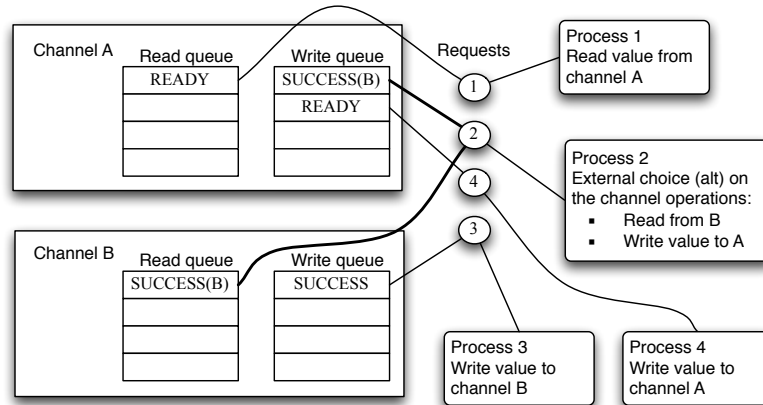 Channel A
Read queue
Write queue
READY
SUCCESS(B)
READY
Requests
1
2
4
3
Process 1
Read value from
channel A
Process 2
External choice (alt) on
the channel operations:
▪ Read from B
▪ Write value to A
Channel B
Read queue
Write queue
SUCCESS(B)
SUCCESS
Process 3
Write value to
channel B
Process 4
Write value to
channel A